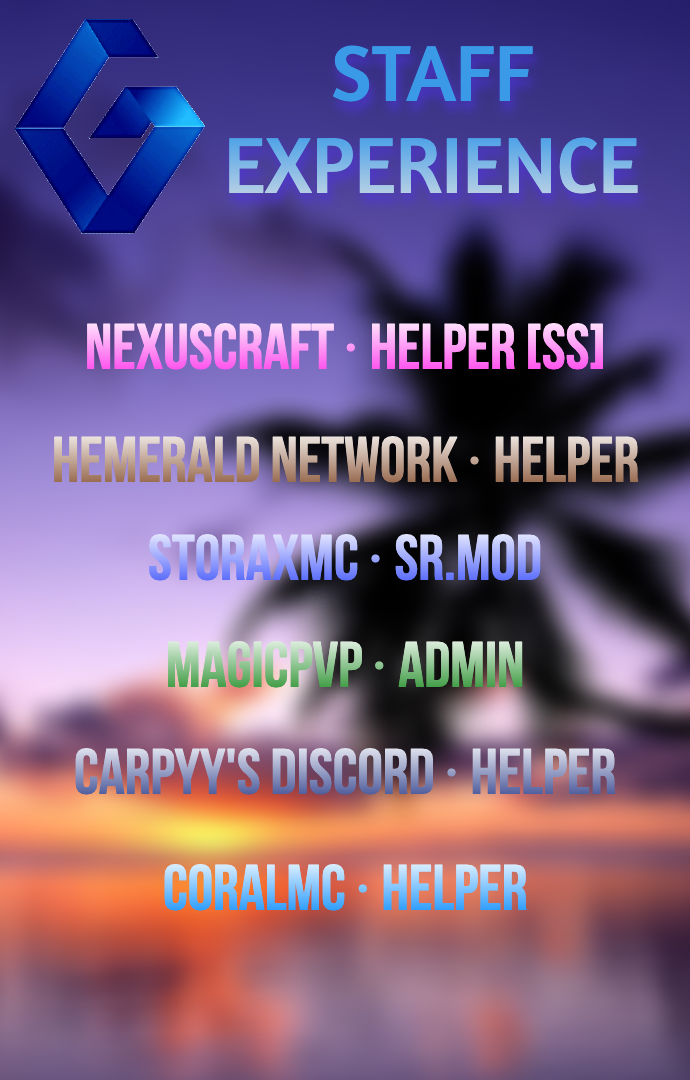 STAFF
EXPERIENCE
NEXUSCRAFT · HELPER [SS]
HEMERALD NETWORK · HELPER
STORAXMC · SR.MOD
MAGICPVP · ADMIN
CARPYY'S DISCORD · HELPER
CORALMC · HELPER